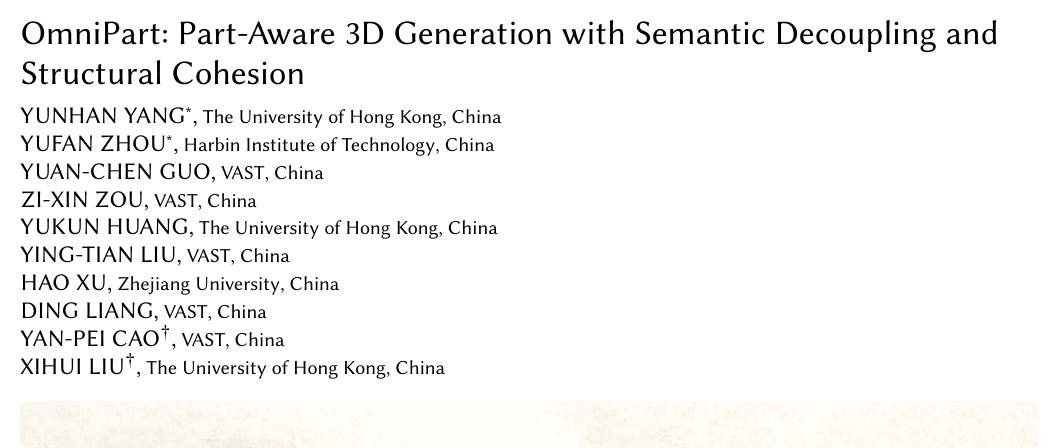 OmniPart: Part-Aware 3D Generation with Semantic Decoupling and
Structural Cohesion
YUNHAN YANG*, The University of Hong Kong, China
YUFAN ZHOU*, Harbin Institute of Technology, China
YUAN-CHEN GUO, VAST, China
ZI-XIN ZOU, VAST, China
YUKUN HUANG, The University of Hong Kong, China
YING-TIAN LIU, VAST, China
HAO XU, Zhejiang University, China
DING LIANG, VAST, China
YAN-PEI CAO†, VAST, China
XIHUI LIU†, The University of Hong Kong, China